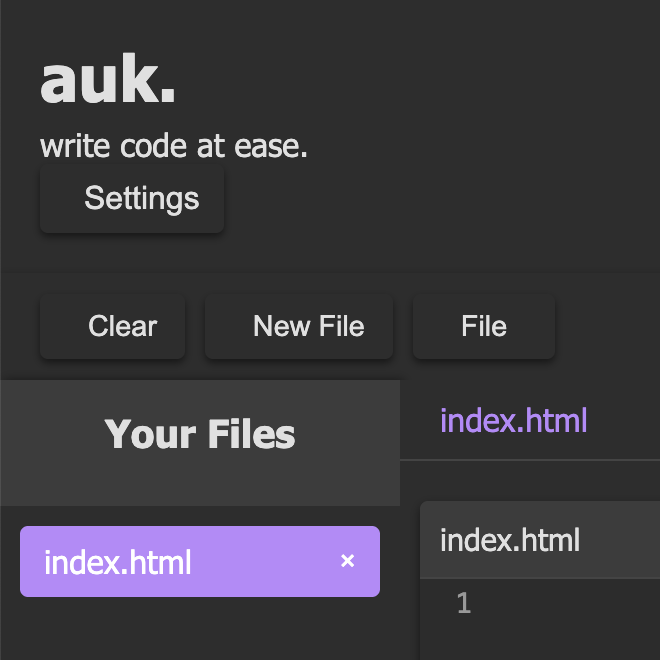 auk.
write code at ease.
Settings
Clear New File File
Your Files
index.html
index.html ×
index.html
1